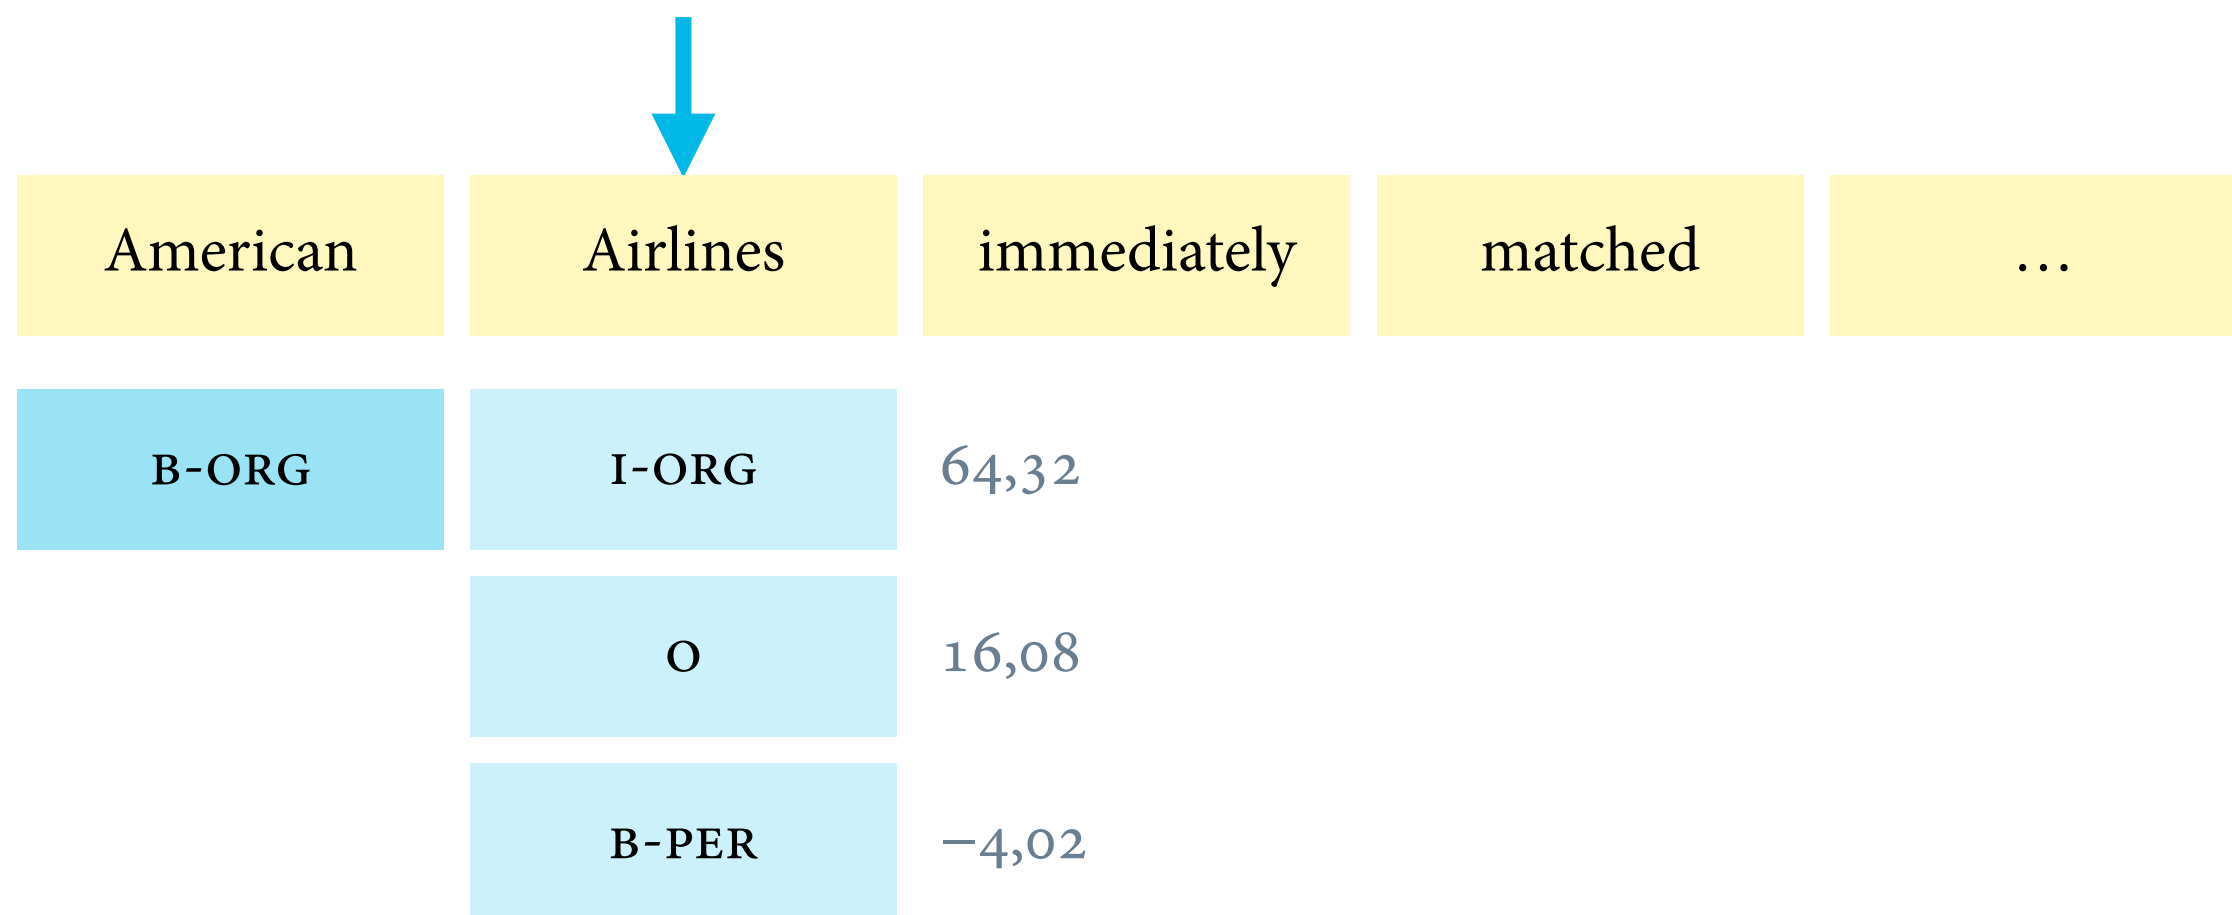 American Airlines immediately matched ...
B-ORG I-ORG 64,32
O 16,08
B-PER −4,02